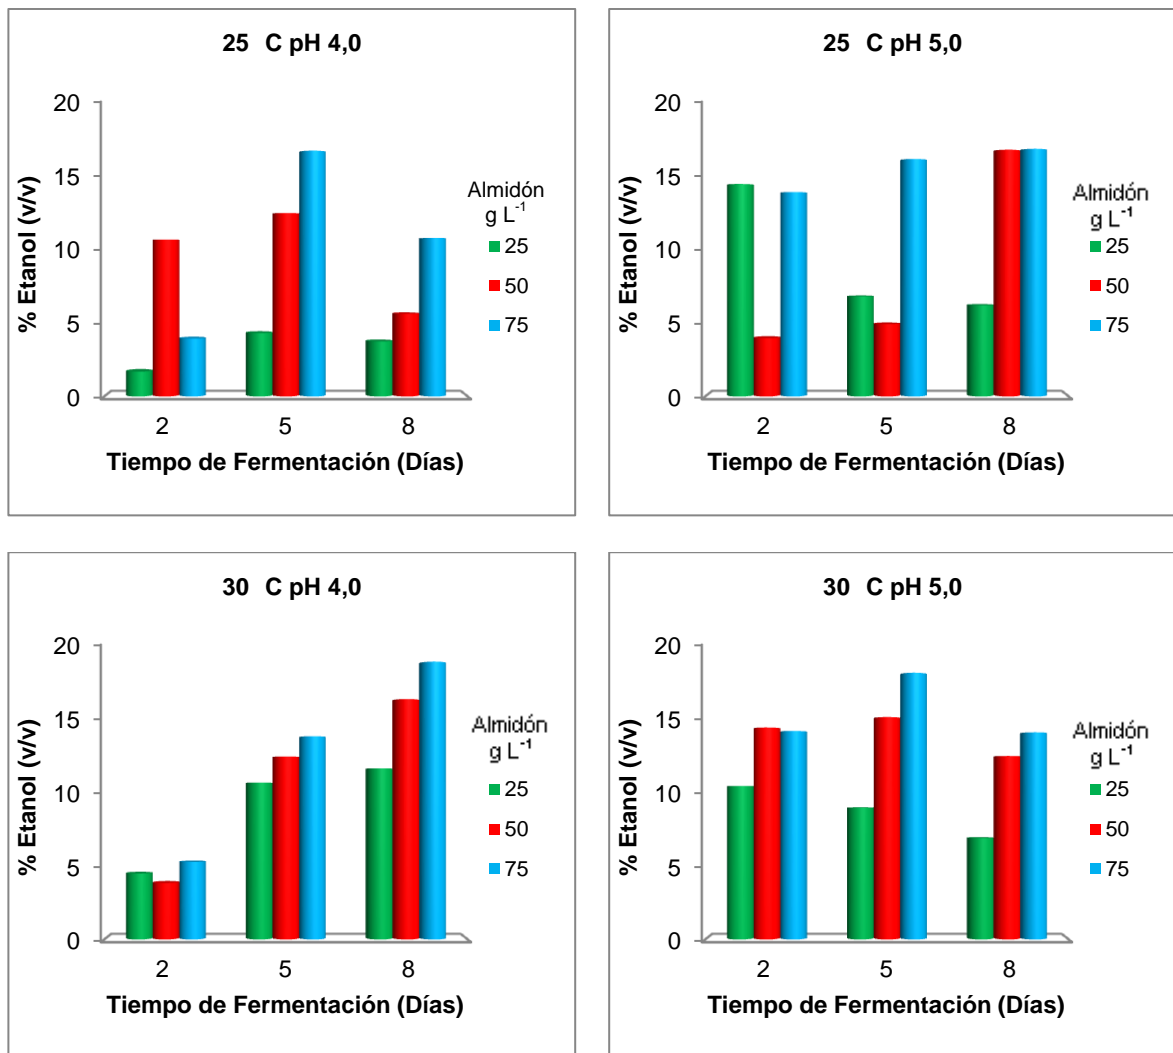 25 C pH 4,0
% Etanol (v/v)
20
15
10
5
0
2 5 8
Tiempo de Fermentación (Días)
Almidón
g L⁻¹
25
50
75
25 C pH 5,0
% Etanol (v/v)
20
15
10
5
0
2 5 8
Tiempo de Fermentación (Días)
Almidón
g L⁻¹
25
50
75
30 C pH 4,0
% Etanol (v/v)
20
15
10
5
0
2 5 8
Tiempo de Fermentación (Días)
Almidón
g L⁻¹
25
50
75
30 C pH 5,0
% Etanol (v/v)
20
15
10
5
0
2 5 8
Tiempo de Fermentación (Días)
Almidón
g L⁻¹
25
50
75